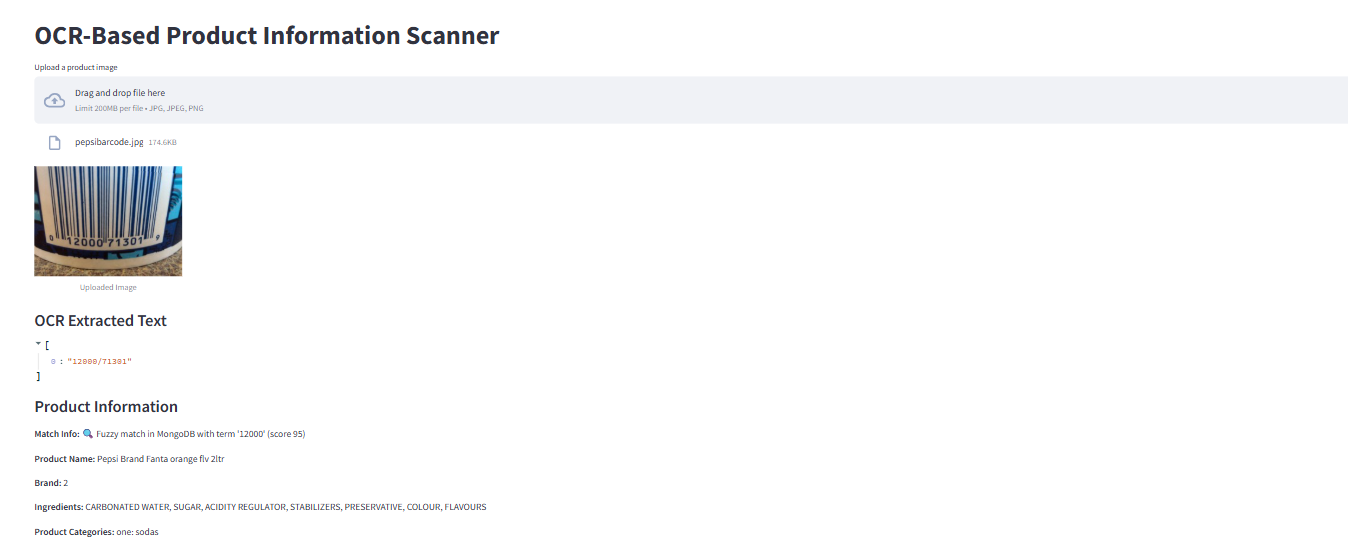 OCR-Based Product Information Scanner
Upload a product image
Drag and drop file here
Limit 200MB per file • JPG, JPEG, PNG
pepsibarcode.jpg 174.6KB
0 12000 71301 9
Uploaded Image
OCR Extracted Text
[
0 : "12000/71301"
]
Product Information
Match Info: 🔍 Fuzzy match in MongoDB with term '12000' (score 95)
Product Name: Pepsi Brand Fanta orange flv 2ltr
Brand: 2
Ingredients: CARBONATED WATER, SUGAR, ACIDITY REGULATOR, STABILIZERS, PRESERVATIVE, COLOUR, FLAVOURS
Product Categories: one: sodas